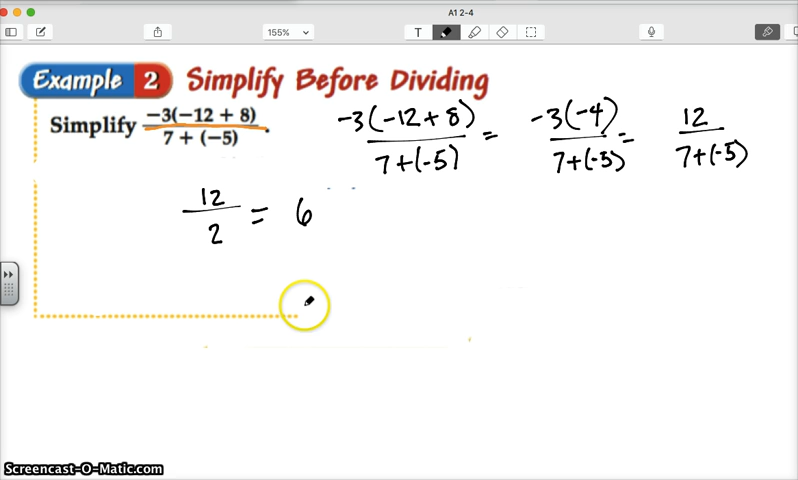 A1 2-4
155%
T
Example 2 Simplify Before Dividing
Simplify −3(−12 + 8) / 7 + (−5) .
-3(-12+8) / 7+(-5) = -3(-4) / 7+(-5) = 12 / 7+(-5)
12 / 2 = 6
Screencast-O-Matic.com